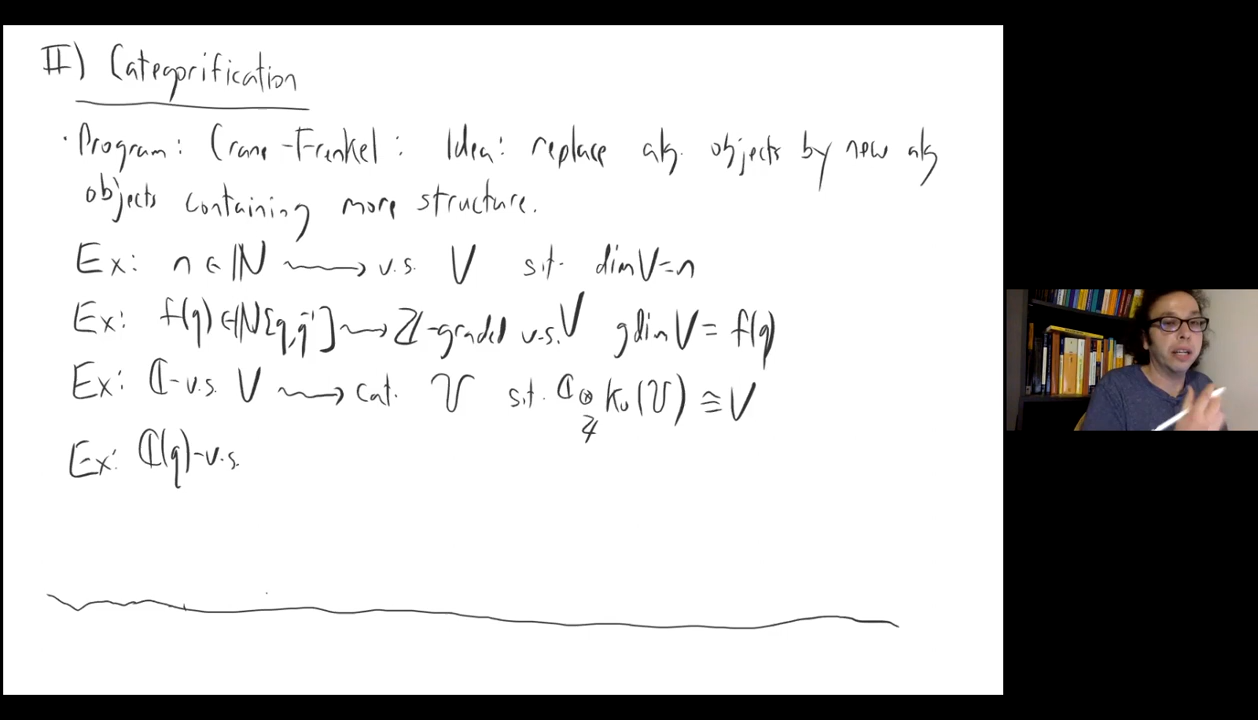 II) Categorification
· Program: Crane-Frenkel: Idea: replace alg. objects by new alg
objects containing more structure.
Ex: n ∈ ℕ ⟿ v.s. V s.t. dim V = n
Ex: f(q) ∈ ℕ[q, q⁻¹] ⟿ ℤ-graded v.s. V gdim V = f(q)
Ex: ℂ-v.s. V ⟿ cat. 𝒱 s.t. ℂ ⊗_ℤ K₀(𝒱) ≅ V
Ex: ℂ(q)-v.s.